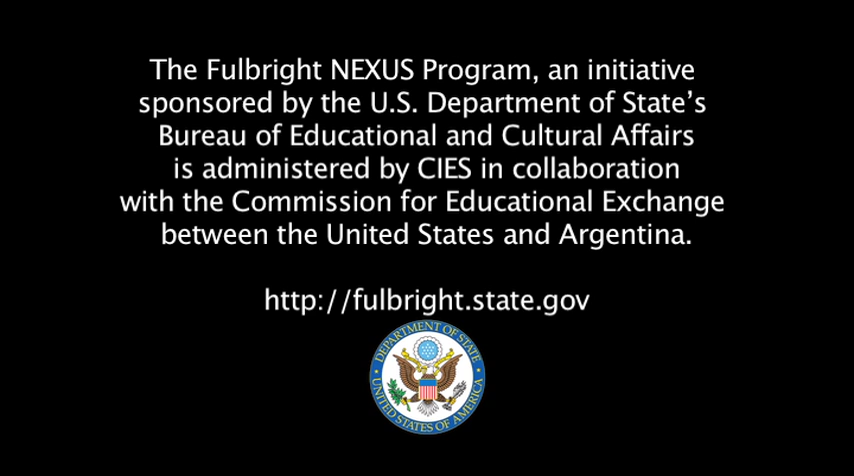 The Fulbright NEXUS Program, an initiative
sponsored by the U.S. Department of State’s
Bureau of Educational and Cultural Affairs
is administered by CIES in collaboration
with the Commission for Educational Exchange
between the United States and Argentina.
http://fulbright.state.gov
DEPARTMENT OF STATE
UNITED STATES OF AMERICA